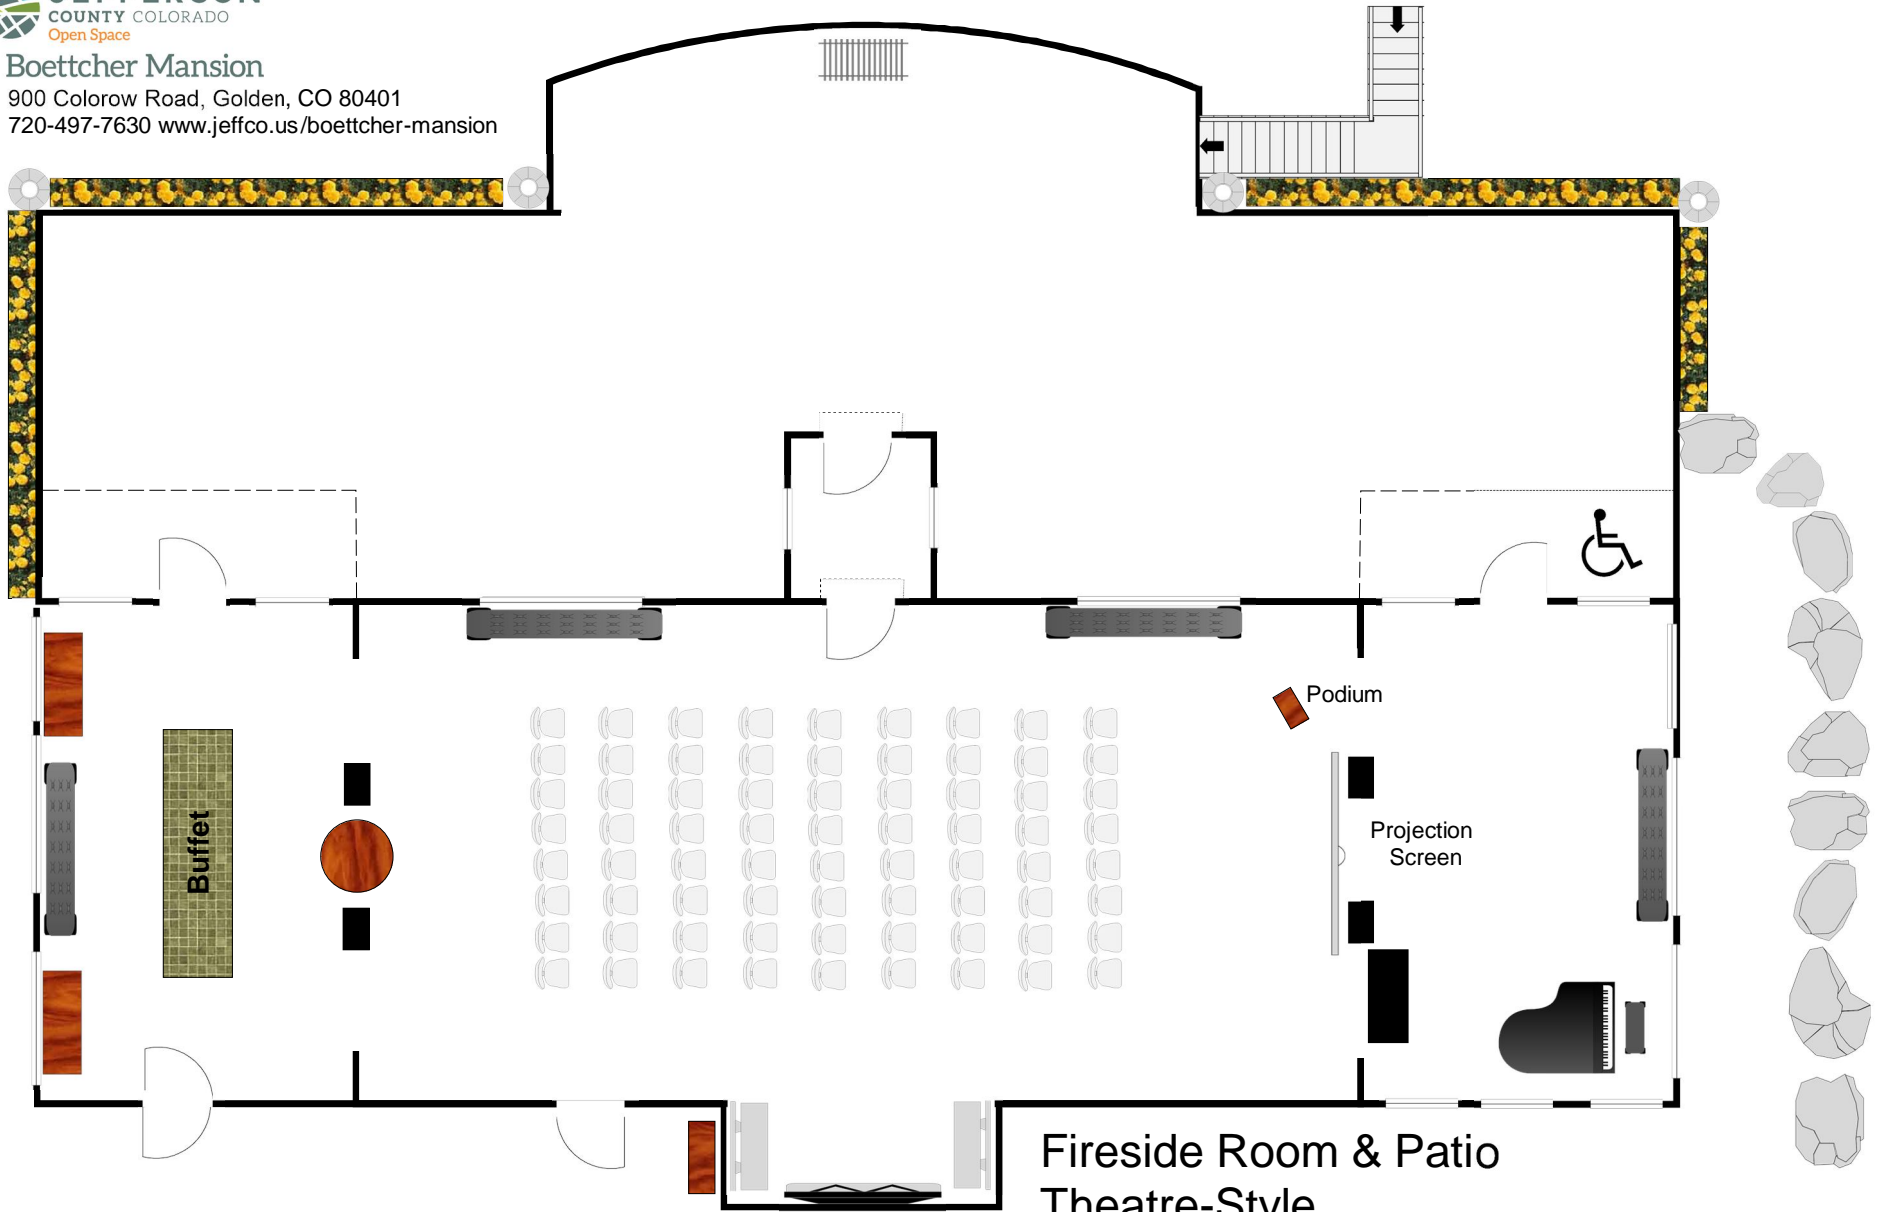 JEFFERSON
COUNTY COLORADO
Open Space
Boettcher Mansion
900 Colorow Road, Golden, CO 80401
720-497-7630 www.jeffco.us/boettcher-mansion
Podium
Projection
Screen
Buffet
Fireside Room & Patio
Theatre-Style